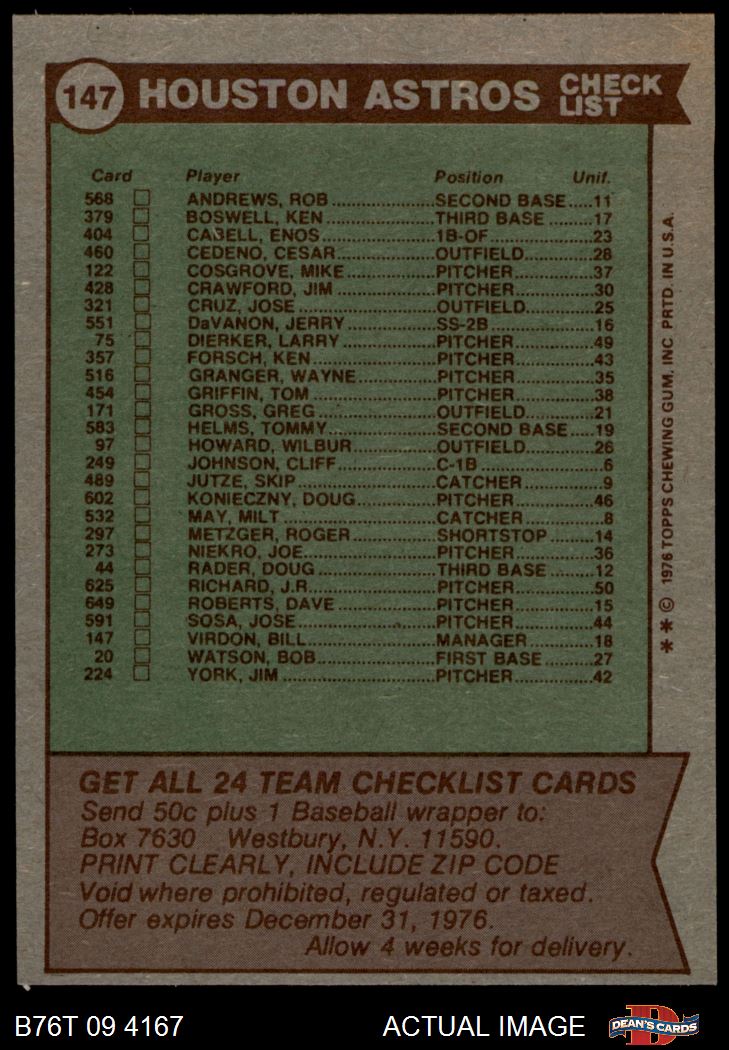 147 HOUSTON ASTROS CHECK LIST
Card Player Position Unif.
568 ANDREWS, ROB SECOND BASE 11
379 BOSWELL, KEN THIRD BASE 17
404 CABELL, ENOS 1B-OF 23
460 CEDENO, CESAR OUTFIELD 28
122 COSGROVE, MIKE PITCHER 37
428 CRAWFORD, JIM PITCHER 30
321 CRUZ, JOSE OUTFIELD 25
551 DaVANON, JERRY SS-2B 16
75 DIERKER, LARRY PITCHER 49
357 FORSCH, KEN PITCHER 43
516 GRANGER, WAYNE PITCHER 35
454 GRIFFIN, TOM PITCHER 38
171 GROSS, GREG OUTFIELD 21
583 HELMS, TOMMY SECOND BASE 19
97 HOWARD, WILBUR OUTFIELD 26
249 JOHNSON, CLIFF C-1B 6
489 JUTZE, SKIP CATCHER 9
602 KONIECZNY, DOUG PITCHER 46
532 MAY, MILT CATCHER 8
297 METZGER, ROGER SHORTSTOP 14
273 NIEKRO, JOE PITCHER 36
44 RADER, DOUG THIRD BASE 12
625 RICHARD, J.R. PITCHER 50
649 ROBERTS, DAVE PITCHER 15
591 SOSA, JOSE PITCHER 44
147 VIRDON, BILL MANAGER 18
20 WATSON, BOB FIRST BASE 27
224 YORK, JIM PITCHER 42
**© 1976 TOPPS CHEWING GUM, INC. PRTD. IN U.S.A.
GET ALL 24 TEAM CHECKLIST CARDS
Send 50c plus 1 Baseball wrapper to:
Box 7630 Westbury, N.Y. 11590.
PRINT CLEARLY, INCLUDE ZIP CODE
Void where prohibited, regulated or taxed.
Offer expires December 31, 1976.
Allow 4 weeks for delivery.
B76T 09 4167 ACTUAL IMAGE D DEAN'S CARDS